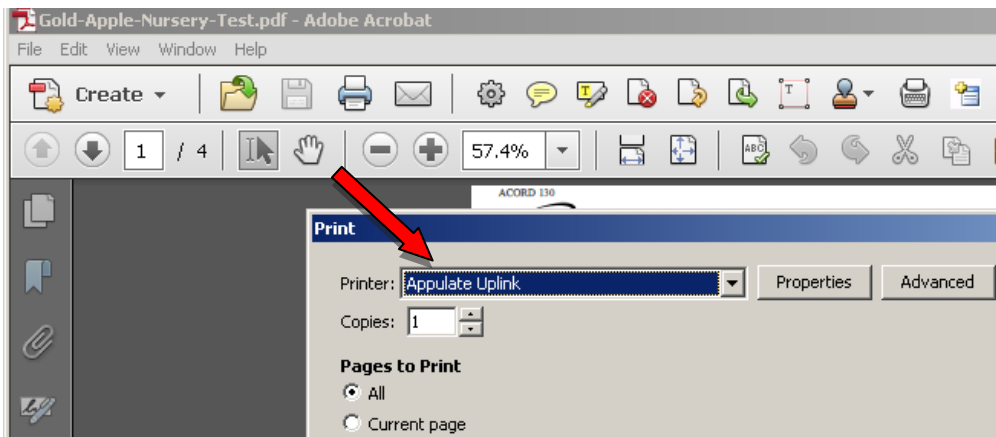 Gold-Apple-Nursery-Test.pdf - Adobe Acrobat
File Edit View Window Help
Create
1 / 4 57.4%
ACORD 130
Print
Printer: Appulate Uplink Properties Advanced
Copies: 1
Pages to Print
All
Current page